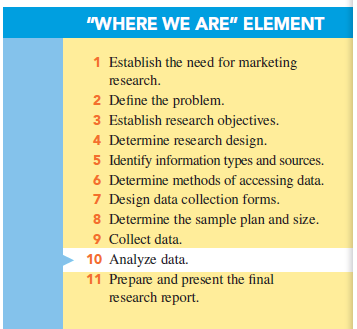 "WHERE WE ARE" ELEMENT
1 Establish the need for marketing
research.
2 Define the problem.
3 Establish research objectives.
4 Determine research design.
5 Identify information types and sources.
6 Determine methods of accessing data.
7 Design data collection forms.
8 Determine the sample plan and size.
9 Collect data.
10 Analyze data.
11 Prepare and present the final
research report.